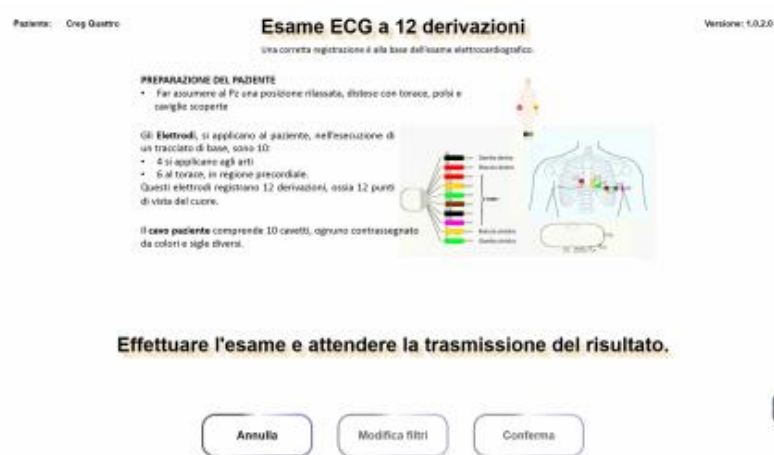 Paziente: Creg Quattro
Esame ECG a 12 derivazioni
Versione: 1.0.2.0
Una corretta registrazione è alla base dell'esame elettrocardiografico.
PREPARAZIONE DEL PAZIENTE
• Far assumere al Pz una posizione rilassata, disteso con torace, polsi e
caviglie scoperte
Gli Elettrodi, si applicano al paziente, nell'esecuzione di
un tracciato di base, sono 10:
• 4 si applicano agli arti
• 6 al torace, in regione precordiale.
Questi elettrodi registrano 12 derivazioni, ossia 12 punti
di vista del cuore.
Il cavo paziente comprende 10 cavetti, ognuno contrassegnato
da colori e sigle diversi.
Effettuare l'esame e attendere la trasmissione del risultato.
Annulla
Modifica filtri
Conferma